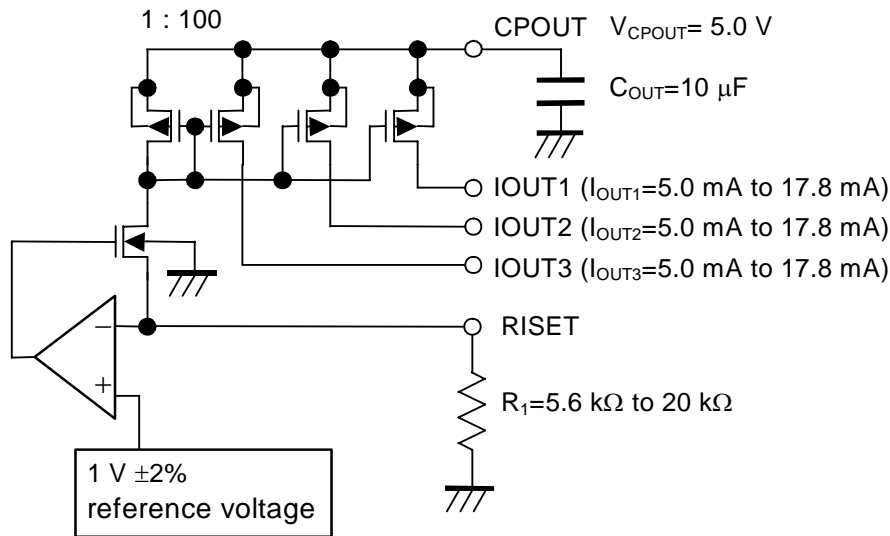 1 : 100
CPOUT V_CPOUT= 5.0 V
C_OUT=10 μF
IOUT1 (I_OUT1=5.0 mA to 17.8 mA)
IOUT2 (I_OUT2=5.0 mA to 17.8 mA)
IOUT3 (I_OUT3=5.0 mA to 17.8 mA)
−
RISET
+
R_1=5.6 kΩ to 20 kΩ
1 V ±2%
reference voltage